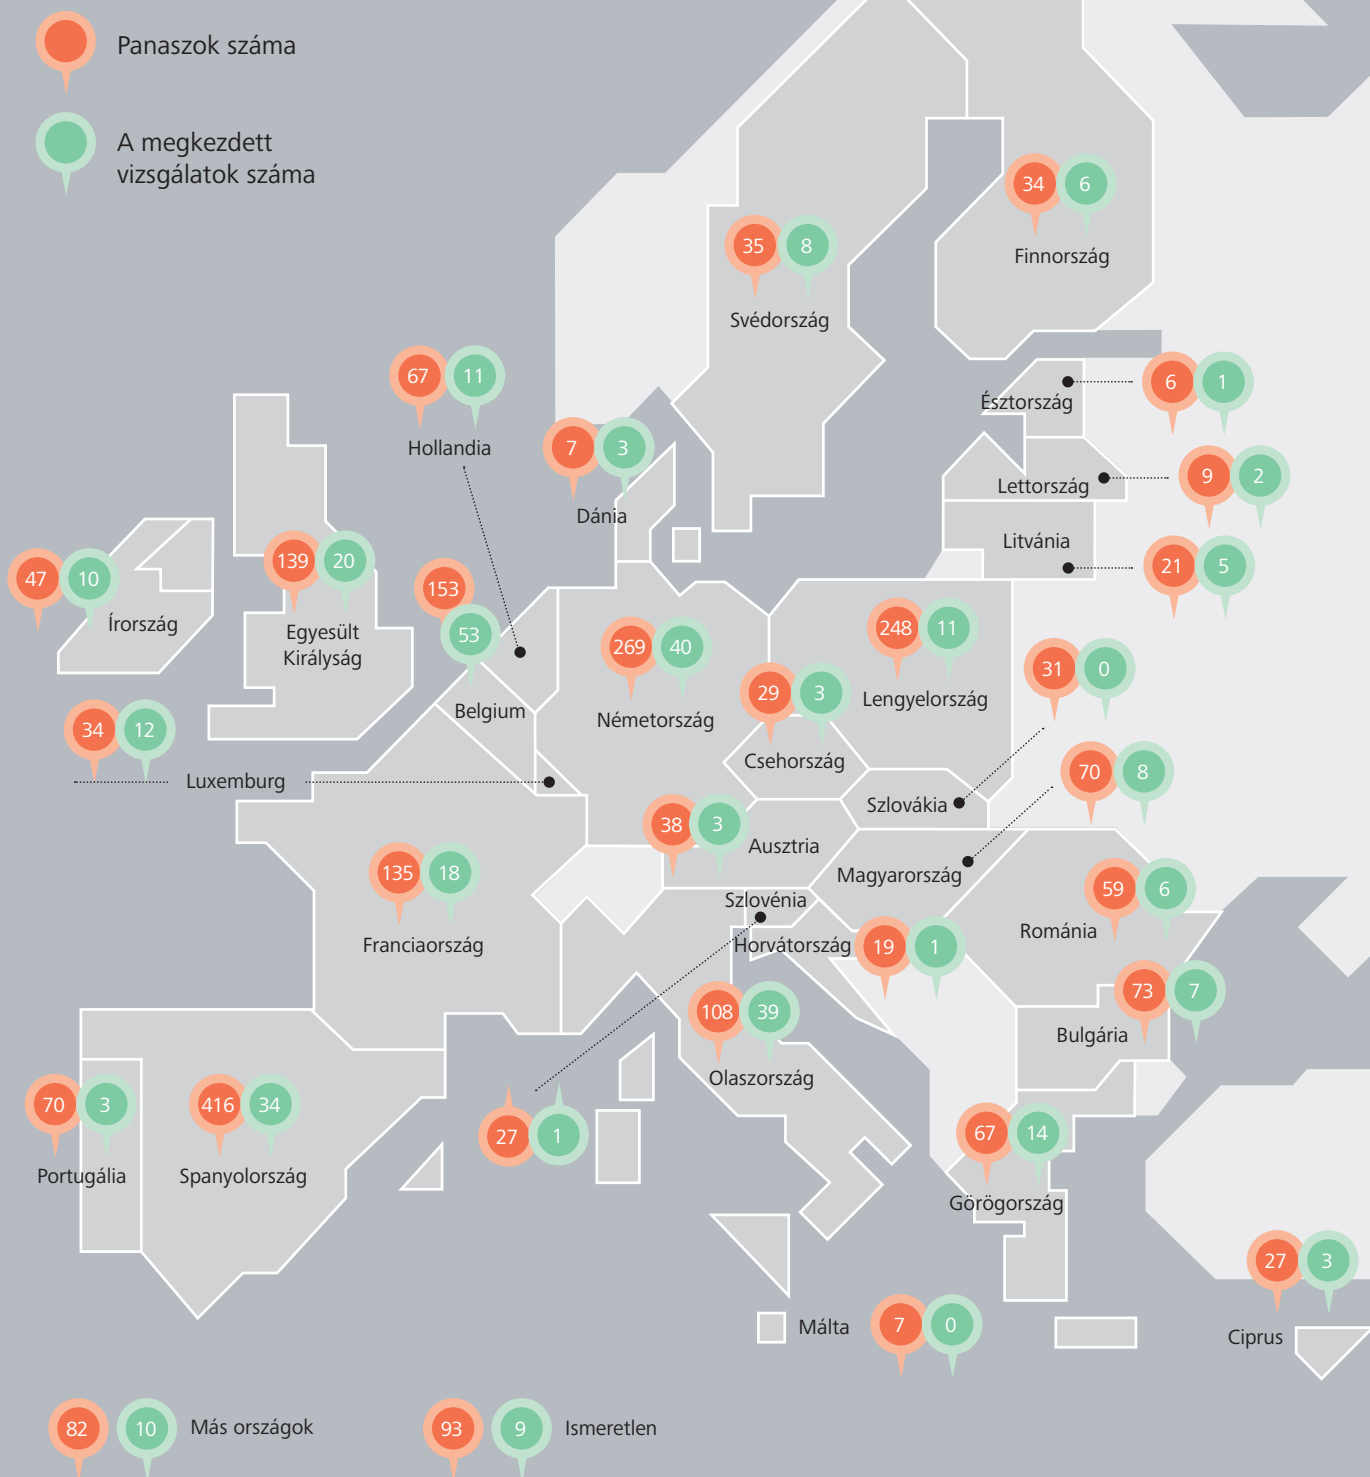 Panaszok száma
A megkezdett
vizsgálatok száma
34 6
Finnország
35 8
Svédország
67 11
Hollandia
6 1
Észtország
7 3
Dánia
9 2
Lettország
Litvánia
21 5
47 10
Írország
139 20
Egyesült
Királyság
153
53
Belgium
269 40
Németország
248 11
Lengyelország
31 0
29 3
Csehország
34 12
Luxemburg
Szlovákia
70 8
38 3
Ausztria
Magyarország
135 18
Franciaország
Szlovénia
59 6
Románia
Horvátország
19 1
73 7
Bulgária
108 39
Olaszország
70 3
Portugália
416 34
Spanyolország
27 1
67 14
Görögország
27 3
Ciprus
Málta
7 0
82 10 Más országok
93 9 Ismeretlen